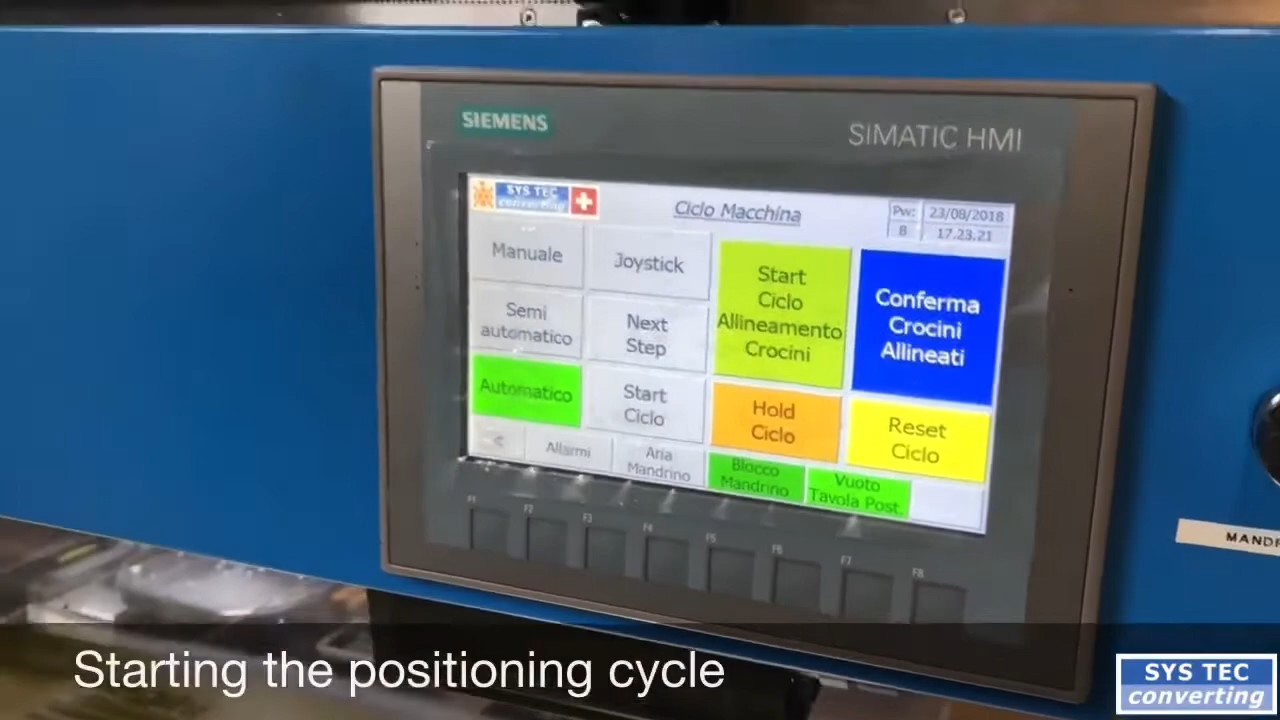 SIEMENS
SIMATIC HMI
SYS TEC
converting
Ciclo Macchina
Pw:
8
23/08/2018
17.23.21
Manuale
Joystick
Start
Ciclo
Allineamento
Crocini
Conferma
Crocini
Allineati
Semi
automatico
Next
Step
Automatico
Start
Ciclo
Hold
Ciclo
Reset
Ciclo
<
Allarmi
Aria
Mandrino
Blocco
Mandrino
Vuoto
Tavola Post.
F1
F2
F3
F4
F5
F6
F7
F8
MANDR
Starting the positioning cycle
SYS TEC
converting